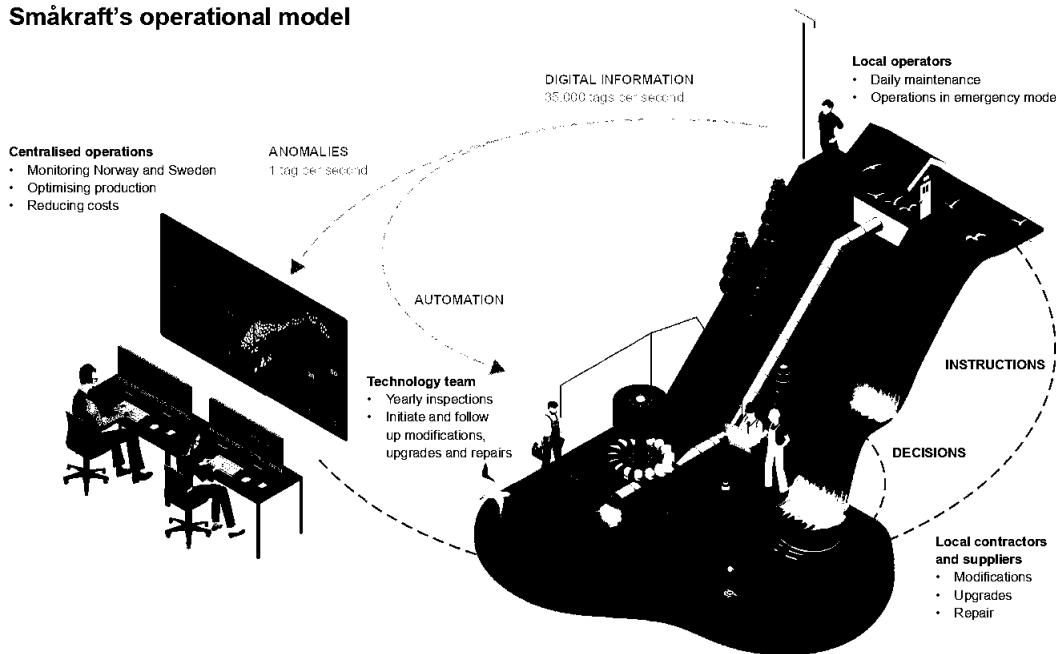 Småkraft's operational model
Local operators
• Daily maintenance
• Operations in emergency mode
DIGITAL INFORMATION
35,000 tags per second
ANOMALIES
1 tag per second
Centralised operations
• Monitoring Norway and Sweden
• Optimising production
• Reducing costs
AUTOMATION
Technology team
• Yearly inspections
• Initiate and follow
up modifications,
upgrades and repairs
INSTRUCTIONS
DECISIONS
Local contractors
and suppliers
• Modifications
• Upgrades
• Repair